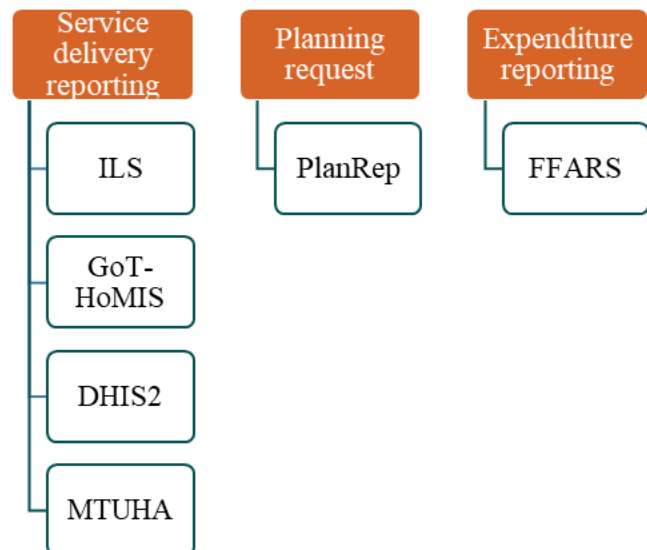 Service
delivery
reporting
ILS
GoT-
HoMIS
DHIS2
MTUHA
Planning
request
PlanRep
Expenditure
reporting
FFARS